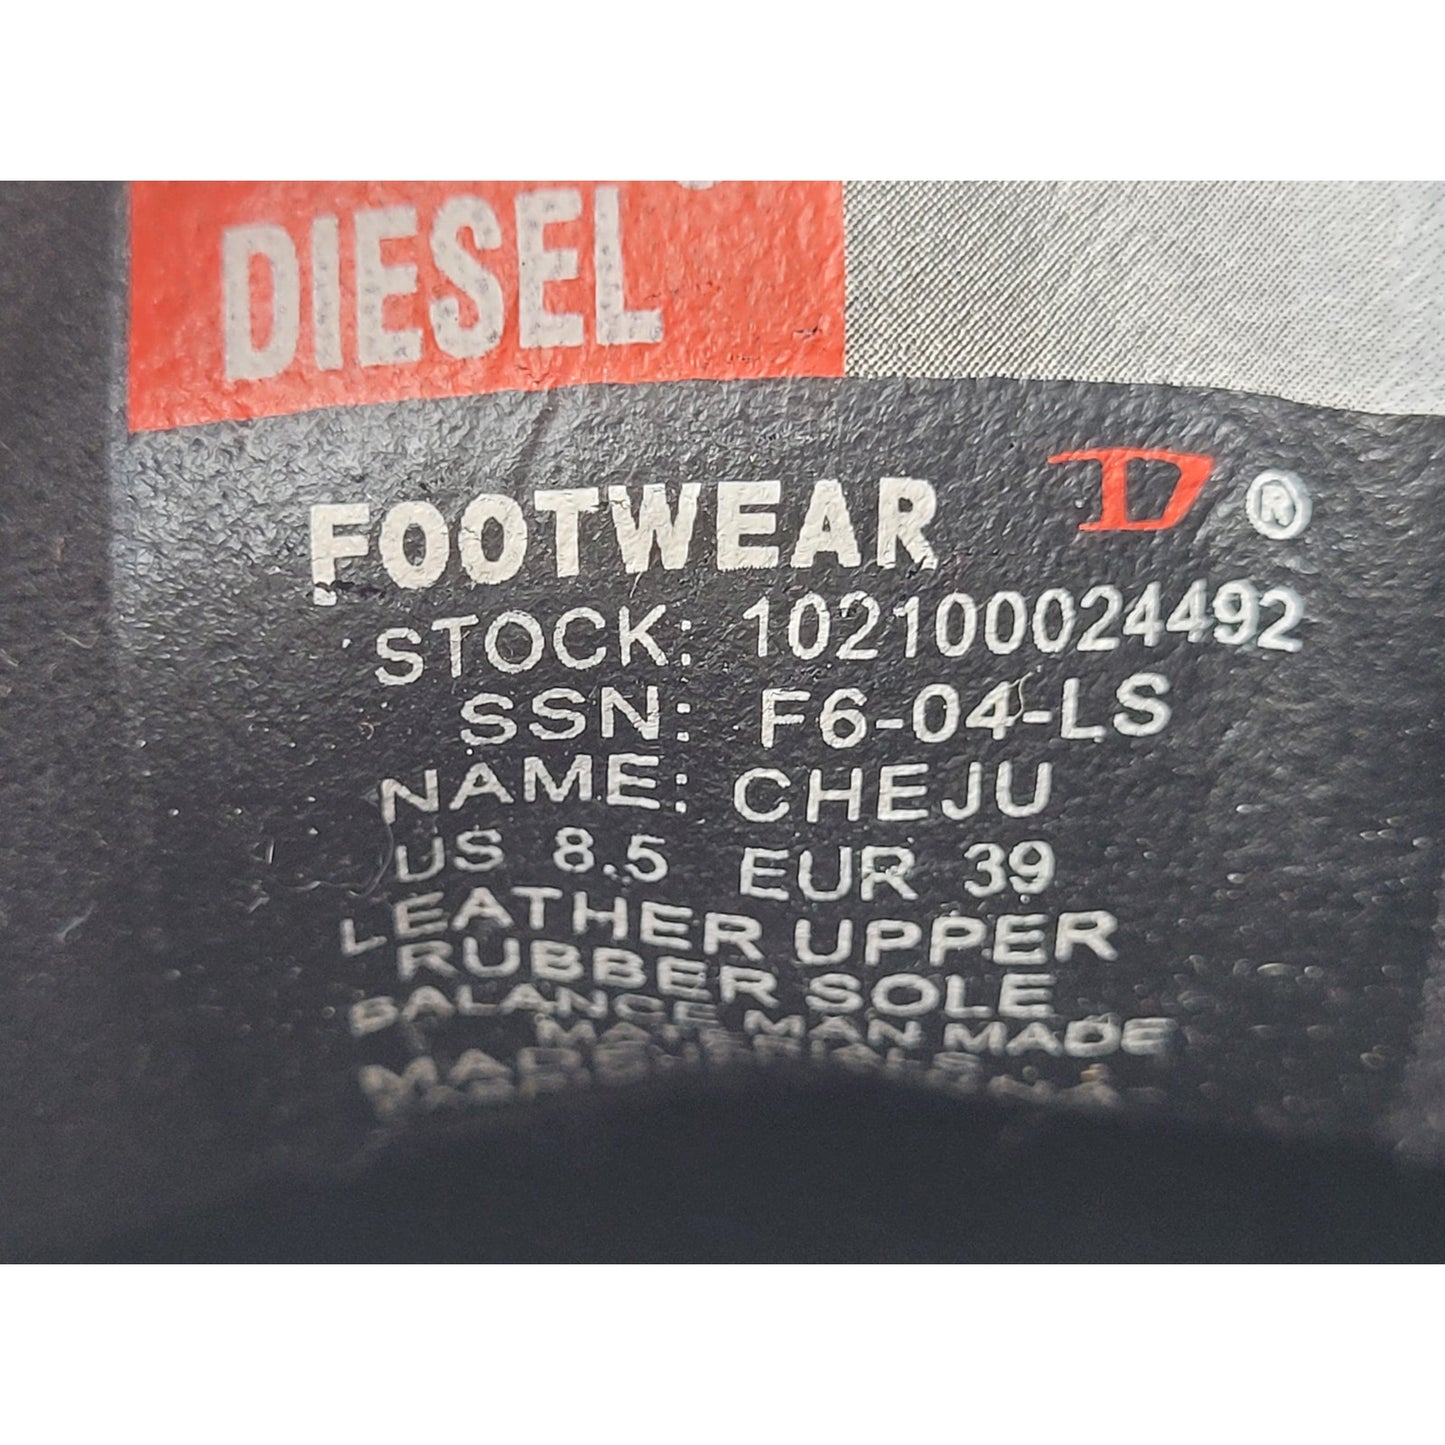 DIESEL
FOOTWEAR D ®
STOCK: 102100024492
SSN: F6-04-LS
NAME: CHEJU
US 8.5 EUR 39
LEATHER UPPER
RUBBER SOLE
BALANCE MAN MADE
MATERIALS